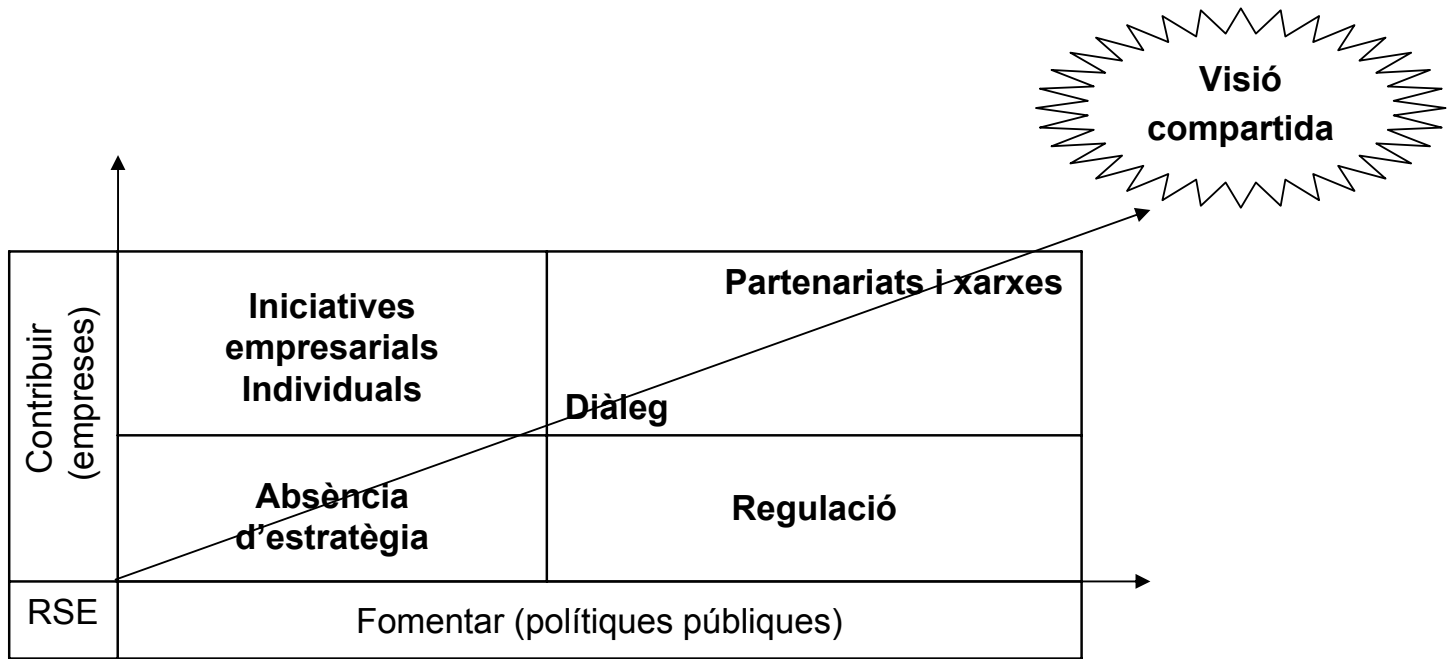 Visió
compartida
Contribuir
(empreses)
Iniciatives
empresarials
Individuals
Partenariats i xarxes
Diàleg
Absència
d’estratègia
Regulació
RSE
Fomentar (polítiques públiques)